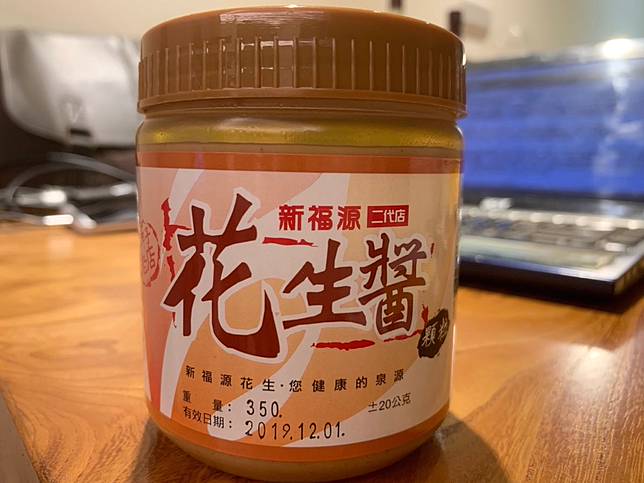 新福源 二代店
花生醬
顆粒
新福源花生·您健康的泉源
重 量: 350. ±20公克
有效日期: 2019.12.01.